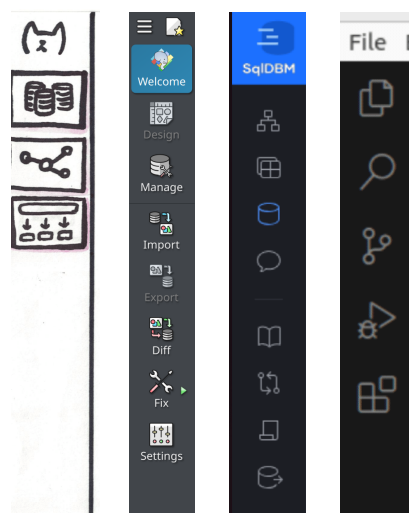 Welcome
Design
Manage
Import
Export
Diff
Fix
Settings
SqlDBM
File